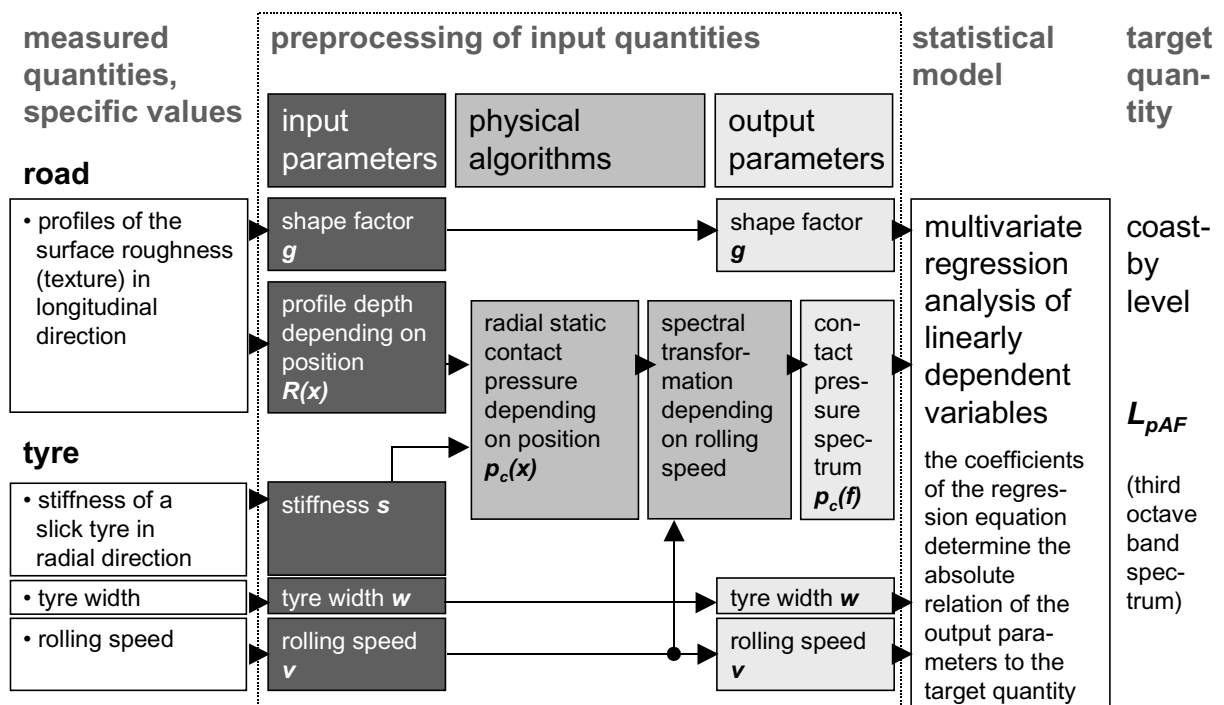 measured
quantities,
specific values
preprocessing of input quantities
statistical
model
target
quan-
tity
input
parameters
physical
algorithms
output
parameters
road
• profiles of the
surface roughness
(texture) in
longitudinal
direction
shape factor
g
shape factor
g
profile depth
depending on
position
R(x)
radial static
contact
pressure
depending
on position
p_c(x)
spectral
transfor-
mation
depending
on rolling
speed
con-
tact
pres-
sure
spec-
trum
p_c(f)
tyre
• stiffness of a
slick tyre in
radial direction
stiffness s
• tyre width
tyre width w
tyre width w
• rolling speed
rolling speed
v
rolling speed
v
multivariate
regression
analysis of
linearly
dependent
variables
the coefficients
of the regres-
sion equation
determine the
absolute
relation of the
output para-
meters to the
target quantity
coast-
by
level
L_pAF
(third
octave
band
spec-
trum)